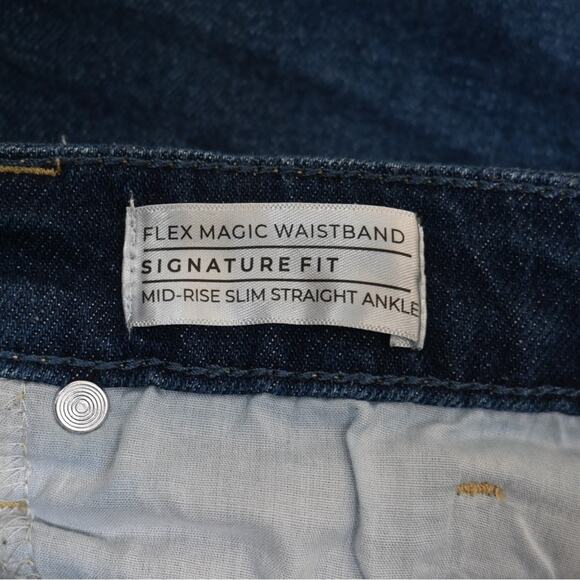 FLEX MAGIC WAISTBAND
SIGNATURE FIT
MID-RISE SLIM STRAIGHT ANKLE